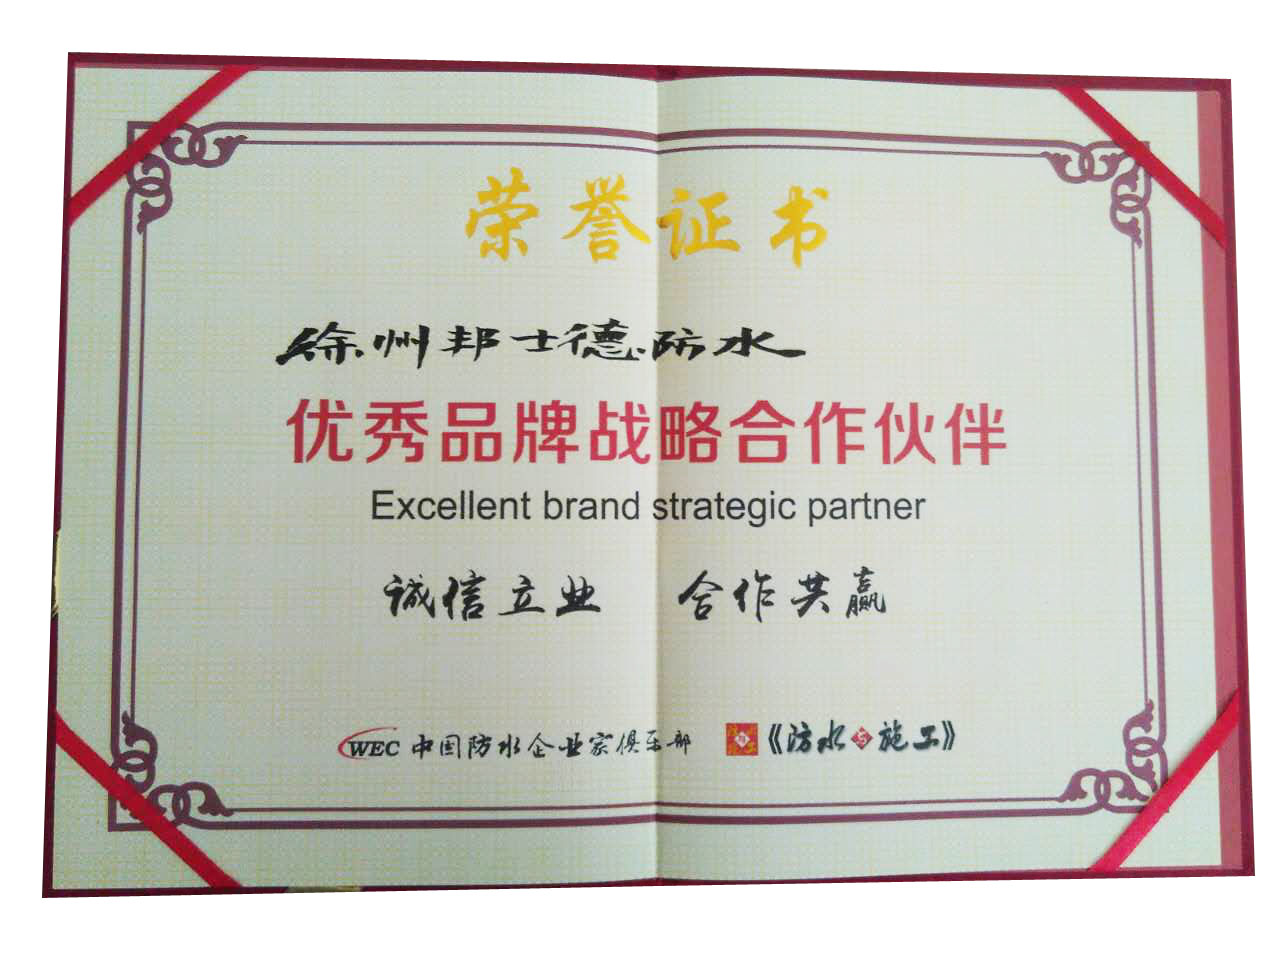 荣誉证书
徐州邦士德防水
优秀品牌战略合作伙伴
Excellent brand strategic partner
诚信立业 合作共赢
WEC 中国防水企业家俱乐部 《防水与施工》